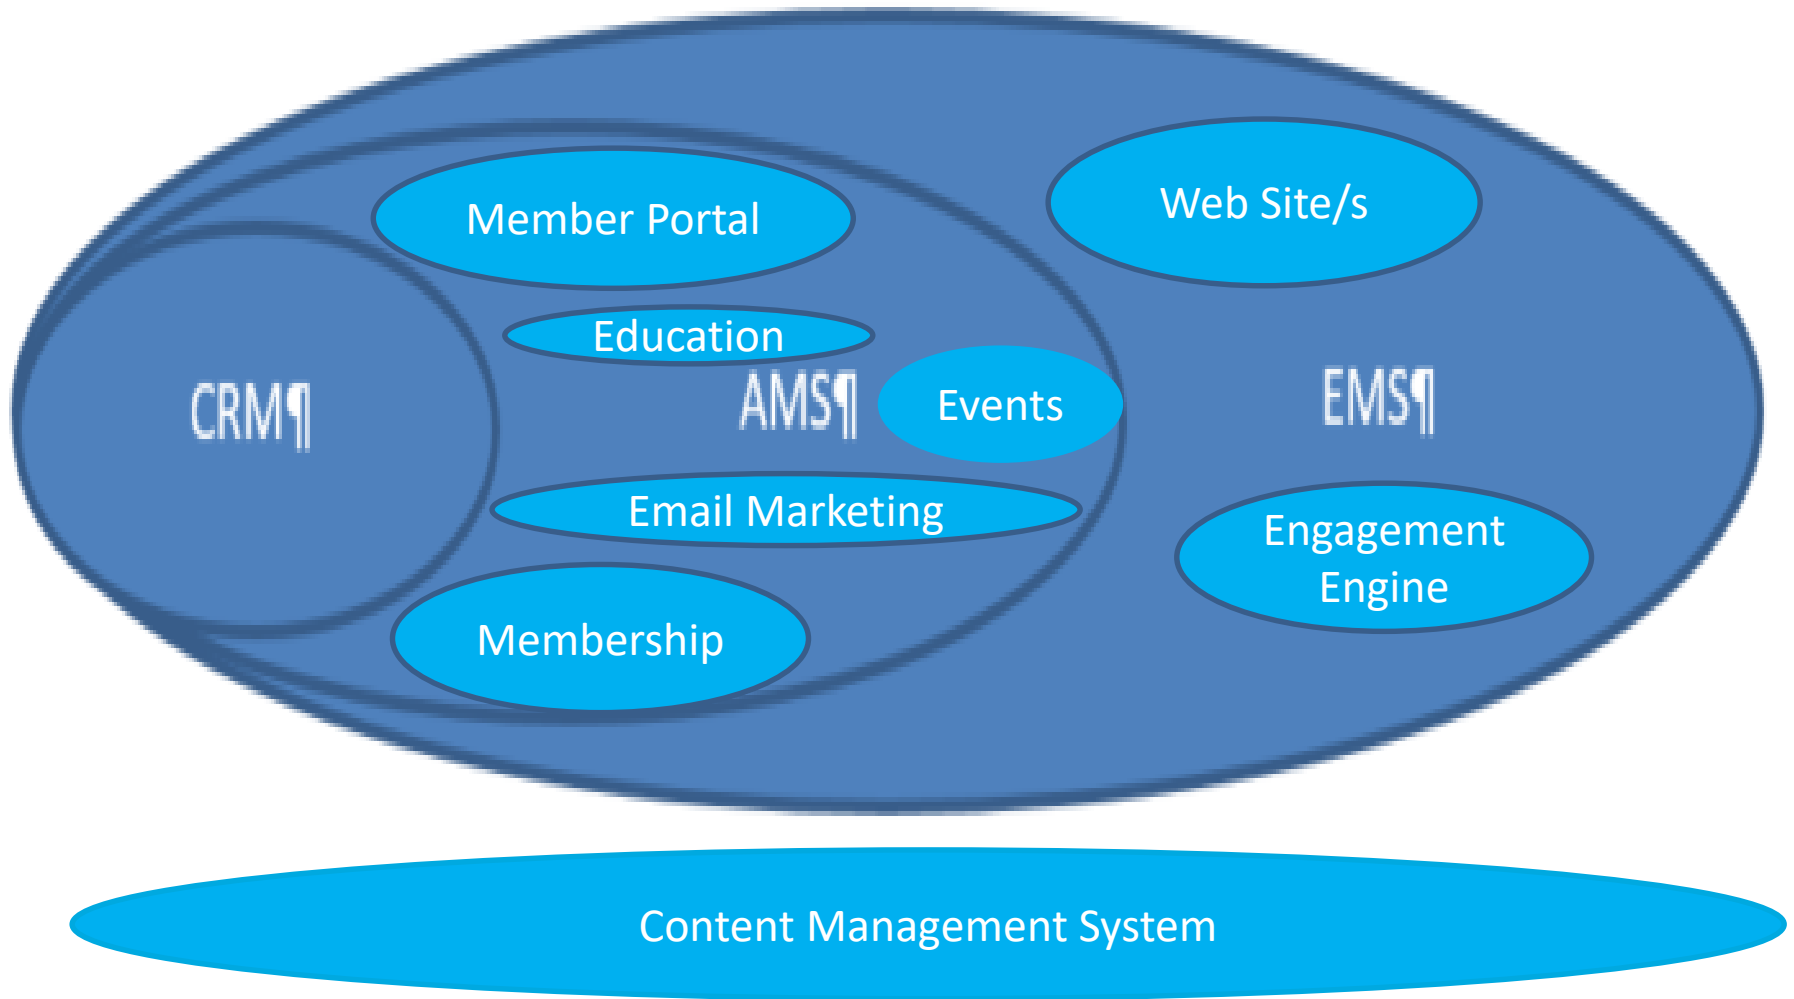 Member Portal
Web Site/s
Education
CRM¶
AMS¶
Events
EMS¶
Email Marketing
Engagement
Engine
Membership
Content Management System